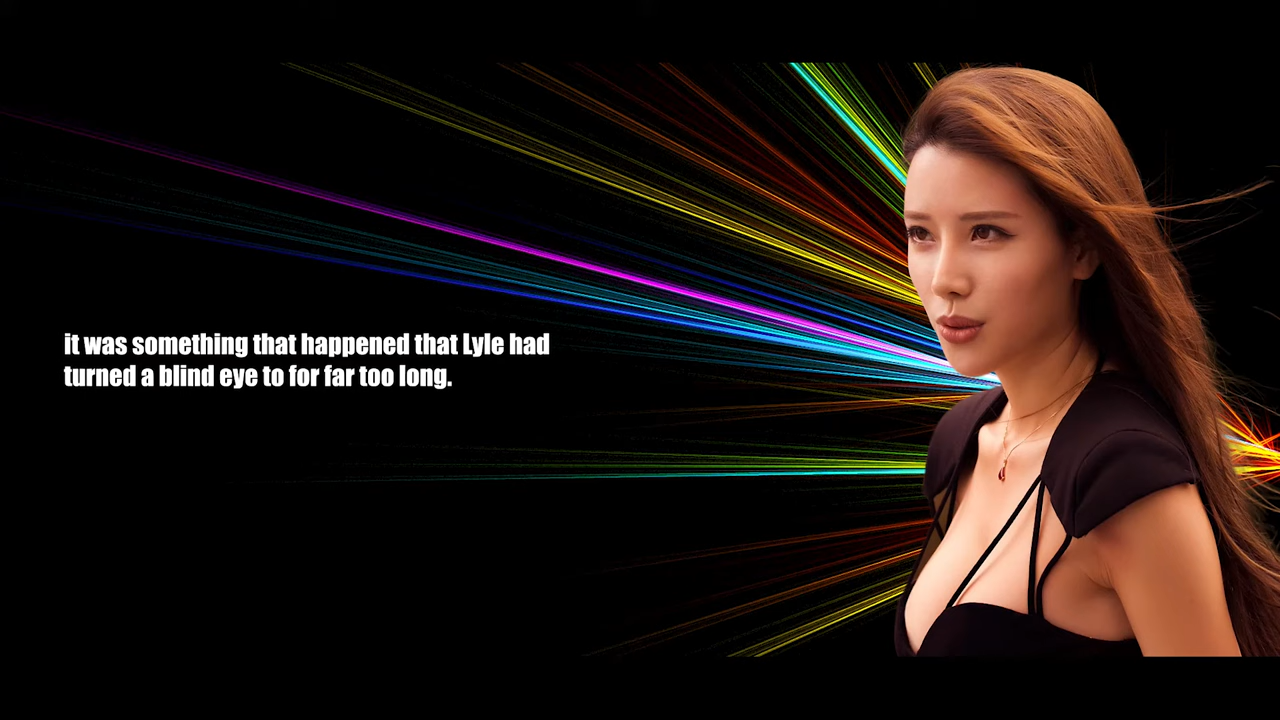 it was something that happened that Lyle had
turned a blind eye to for far too long.